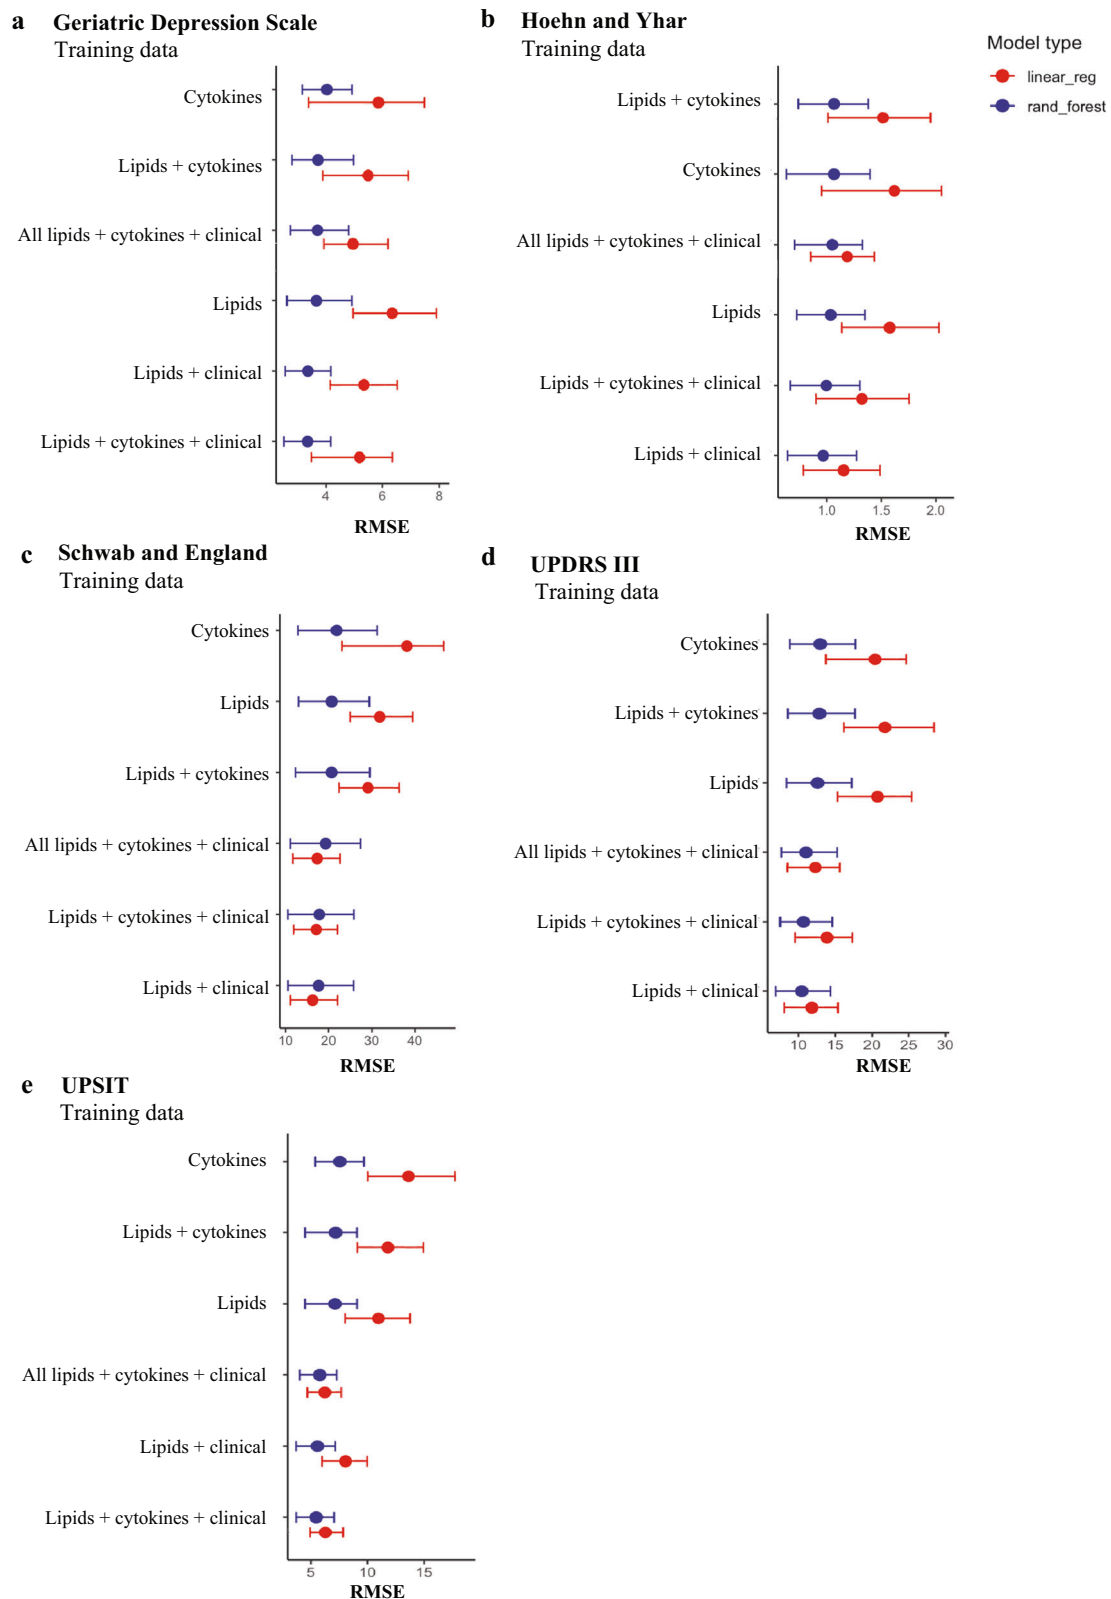 a Geriatric Depression Scale
Training data
Cytokines
Lipids + cytokines
All lipids + cytokines + clinical
Lipids
Lipids + clinical
Lipids + cytokines + clinical
4 6 8
RMSE
b Hoehn and Yhar
Training data
Lipids + cytokines
Cytokines
All lipids + cytokines + clinical
Lipids
Lipids + cytokines + clinical
Lipids + clinical
1.0 1.5 2.0
RMSE
Model type
linear_reg
rand_forest
c Schwab and England
Training data
Cytokines
Lipids
Lipids + cytokines
All lipids + cytokines + clinical
Lipids + cytokines + clinical
Lipids + clinical
10 20 30 40
RMSE
d UPDRS III
Training data
Cytokines
Lipids + cytokines
Lipids
All lipids + cytokines + clinical
Lipids + cytokines + clinical
Lipids + clinical
10 15 20 25 30
RMSE
e UPSIT
Training data
Cytokines
Lipids + cytokines
Lipids
All lipids + cytokines + clinical
Lipids + clinical
Lipids + cytokines + clinical
5 10 15
RMSE